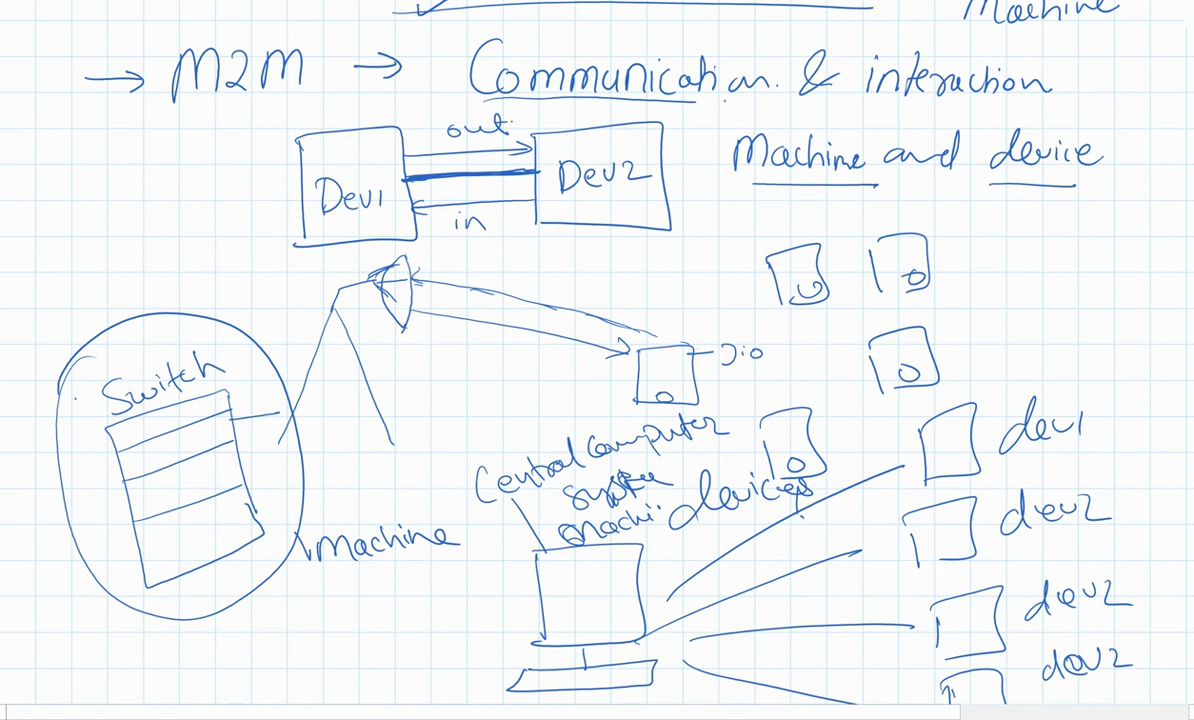 Machine
→ M2M → Communication & interaction
Machine and device
out
Dev1
Dev2
in
Switch
Jio
machine
Central computer
devices
dev1
dev2
dev2
dev2